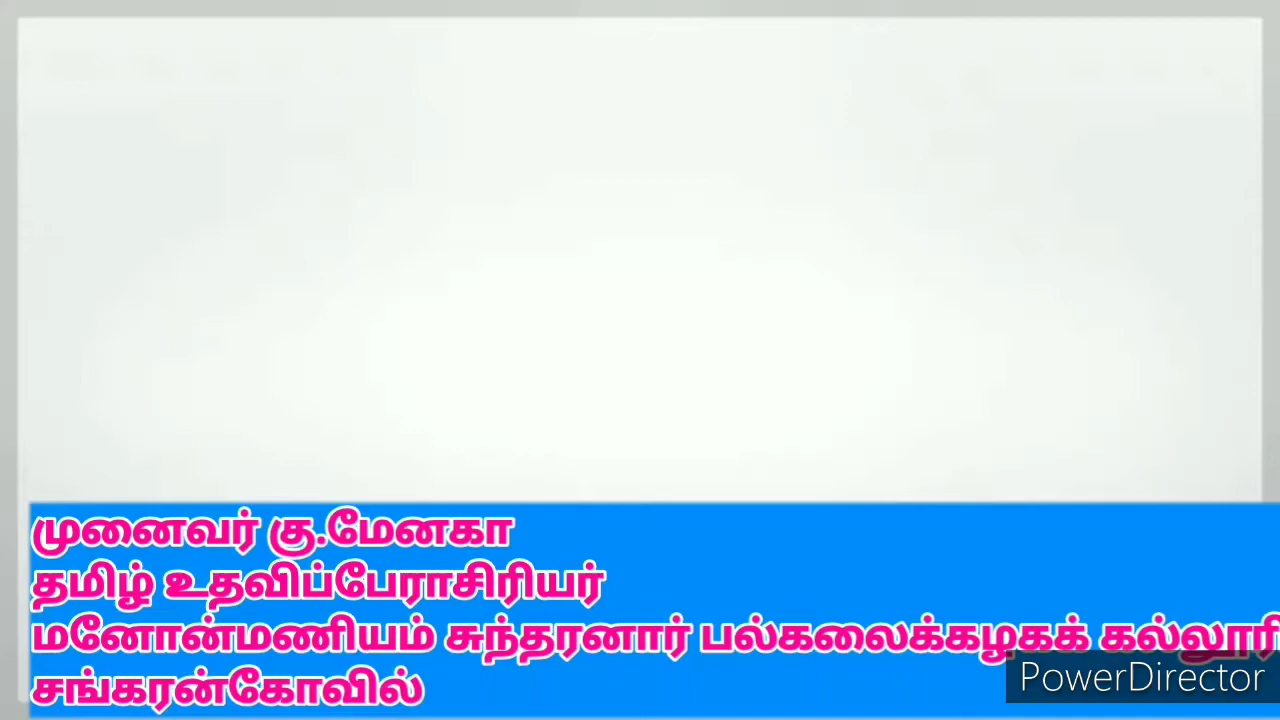 முனைவர் கு.மேனகா
தமிழ் உதவிப்பேராசிரியர்
மனோன்மணியம் சுந்தரனார் பல்கலைக்கழகக் கல்லூரி
சங்கரன்கோவில்
PowerDirector